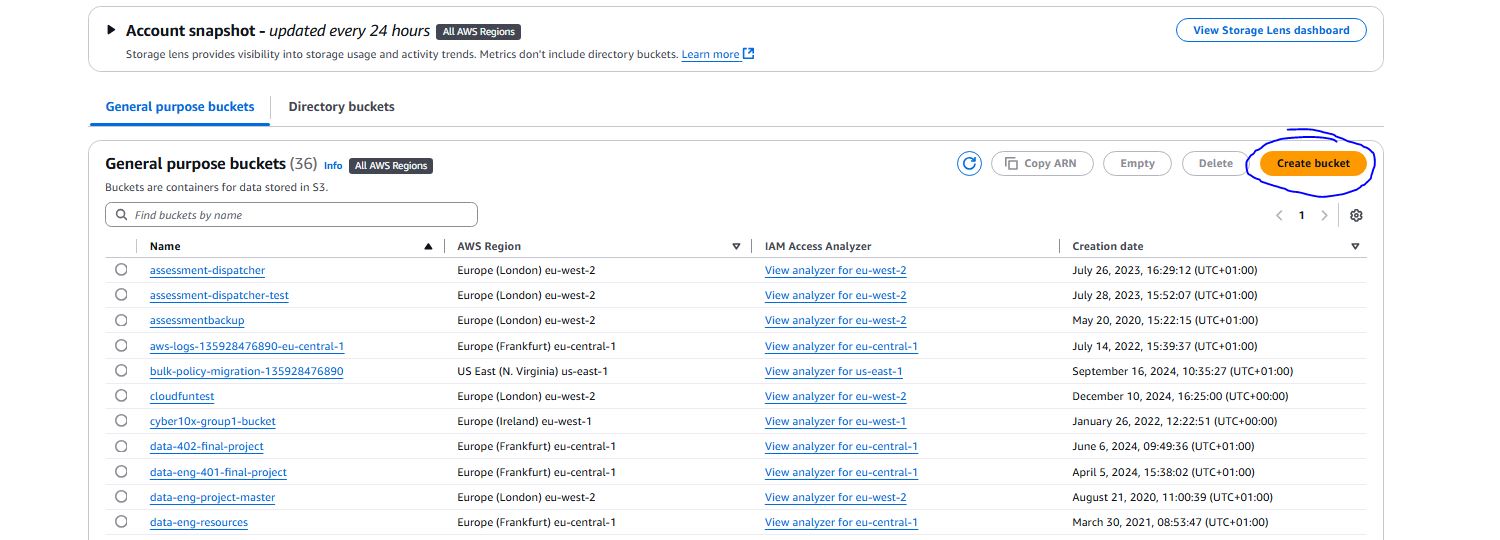 Account snapshot - updated every 24 hours All AWS Regions View Storage Lens dashboard
Storage lens provides visibility into storage usage and activity trends. Metrics don't include directory buckets. Learn more
General purpose buckets Directory buckets
General purpose buckets (36) Info All AWS Regions Copy ARN Empty Delete Create bucket
Buckets are containers for data stored in S3.
Find buckets by name 1
Name AWS Region IAM Access Analyzer Creation date
assessment-dispatcher Europe (London) eu-west-2 View analyzer for eu-west-2 July 26, 2023, 16:29:12 (UTC+01:00)
assessment-dispatcher-test Europe (London) eu-west-2 View analyzer for eu-west-2 July 28, 2023, 15:52:07 (UTC+01:00)
assessmentbackup Europe (London) eu-west-2 View analyzer for eu-west-2 May 20, 2020, 15:22:15 (UTC+01:00)
aws-logs-135928476890-eu-central-1 Europe (Frankfurt) eu-central-1 View analyzer for eu-central-1 July 14, 2022, 15:39:37 (UTC+01:00)
bulk-policy-migration-135928476890 US East (N. Virginia) us-east-1 View analyzer for us-east-1 September 16, 2024, 10:35:27 (UTC+01:00)
cloudfuntest Europe (London) eu-west-2 View analyzer for eu-west-2 December 10, 2024, 16:25:00 (UTC+00:00)
cyber10x-group1-bucket Europe (Ireland) eu-west-1 View analyzer for eu-west-1 January 26, 2022, 12:22:51 (UTC+00:00)
data-402-final-project Europe (Frankfurt) eu-central-1 View analyzer for eu-central-1 June 6, 2024, 09:49:36 (UTC+01:00)
data-eng-401-final-project Europe (Frankfurt) eu-central-1 View analyzer for eu-central-1 April 5, 2024, 15:38:02 (UTC+01:00)
data-eng-project-master Europe (London) eu-west-2 View analyzer for eu-west-2 August 21, 2020, 11:00:39 (UTC+01:00)
data-eng-resources Europe (Frankfurt) eu-central-1 View analyzer for eu-central-1 March 30, 2021, 08:53:47 (UTC+01:00)